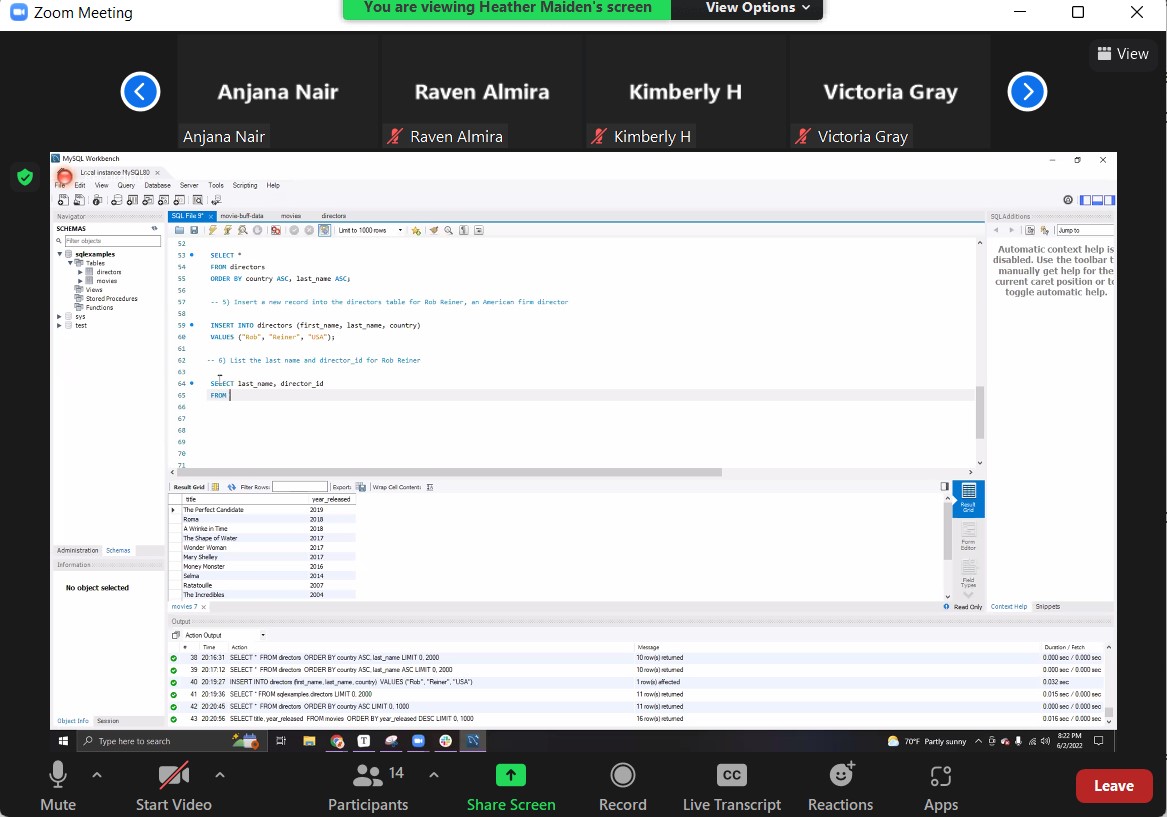 Zoom Meeting
You are viewing Heather Maiden's screen
View Options
View
Anjana Nair
Raven Almira
Kimberly H
Victoria Gray
Anjana Nair
Raven Almira
Kimberly H
Victoria Gray
MySQL Workbench
Local instance MySQL80
File Edit View Query Database Server Tools Scripting Help
Navigator
SCHEMAS
Filter objects
sqlexamples
Tables
directors
movies
Views
Stored Procedures
Functions
sys
test
Administration Schemas
Information
No object selected
Object Info Session
SQL File 9* movie-buff-data movies directors
Limit to 1000 rows
52
53 SELECT *
54 FROM directors
55 ORDER BY country ASC, last_name ASC;
56
57 -- 5) Insert a new record into the directors table for Rob Reiner, an American firm director
58
59 INSERT INTO directors (first_name, last_name, country)
60 VALUES ("Rob", "Reiner", "USA");
61
62 -- 6) List the last name and director_id for Rob Reiner
63
64 SELECT last_name, director_id
65 FROM
66
67
68
69
70
71
SQLAdditions
Jump to
Automatic context help is
disabled. Use the toolbar t
manually get help for the
current caret position or to
toggle automatic help.
Result Grid Filter Rows: Export: Wrap Cell Content:
title year_released
The Perfect Candidate 2019
Roma 2018
A Wrinke in Time 2018
The Shape of Water 2017
Wonder Woman 2017
Mary Shelley 2017
Money Monster 2016
Selma 2014
Ratatouille 2007
The Incredibles 2004
Result
Grid
Form
Editor
Field
Types
movies 7 Read Only Context Help Snippets
Output
Action Output
# Time Action Message Duration / Fetch
38 20:16:31 SELECT * FROM directors ORDER BY country ASC, last_name LIMIT 0, 2000 10 row(s) returned 0.000 sec / 0.000 sec
39 20:17:12 SELECT * FROM directors ORDER BY country ASC, last_name ASC LIMIT 0, 2000 10 row(s) returned 0.000 sec / 0.000 sec
40 20:19:27 INSERT INTO directors (first_name, last_name, country) VALUES ("Rob", "Reiner", "USA") 1 row(s) affected 0.032 sec
41 20:19:36 SELECT * FROM sqlexamples.directors LIMIT 0, 2000 11 row(s) returned 0.015 sec / 0.000 sec
42 20:20:45 SELECT * FROM directors ORDER BY country ASC LIMIT 0, 1000 11 row(s) returned 0.000 sec / 0.000 sec
43 20:20:56 SELECT title, year_released FROM movies ORDER BY year_released DESC LIMIT 0, 1000 16 row(s) returned 0.016 sec / 0.000 sec
Type here to search
70°F Partly sunny
8:22 PM
6/2/2022
14
CC
Mute
Start Video
Participants
Share Screen
Record
Live Transcript
Reactions
Apps
Leave